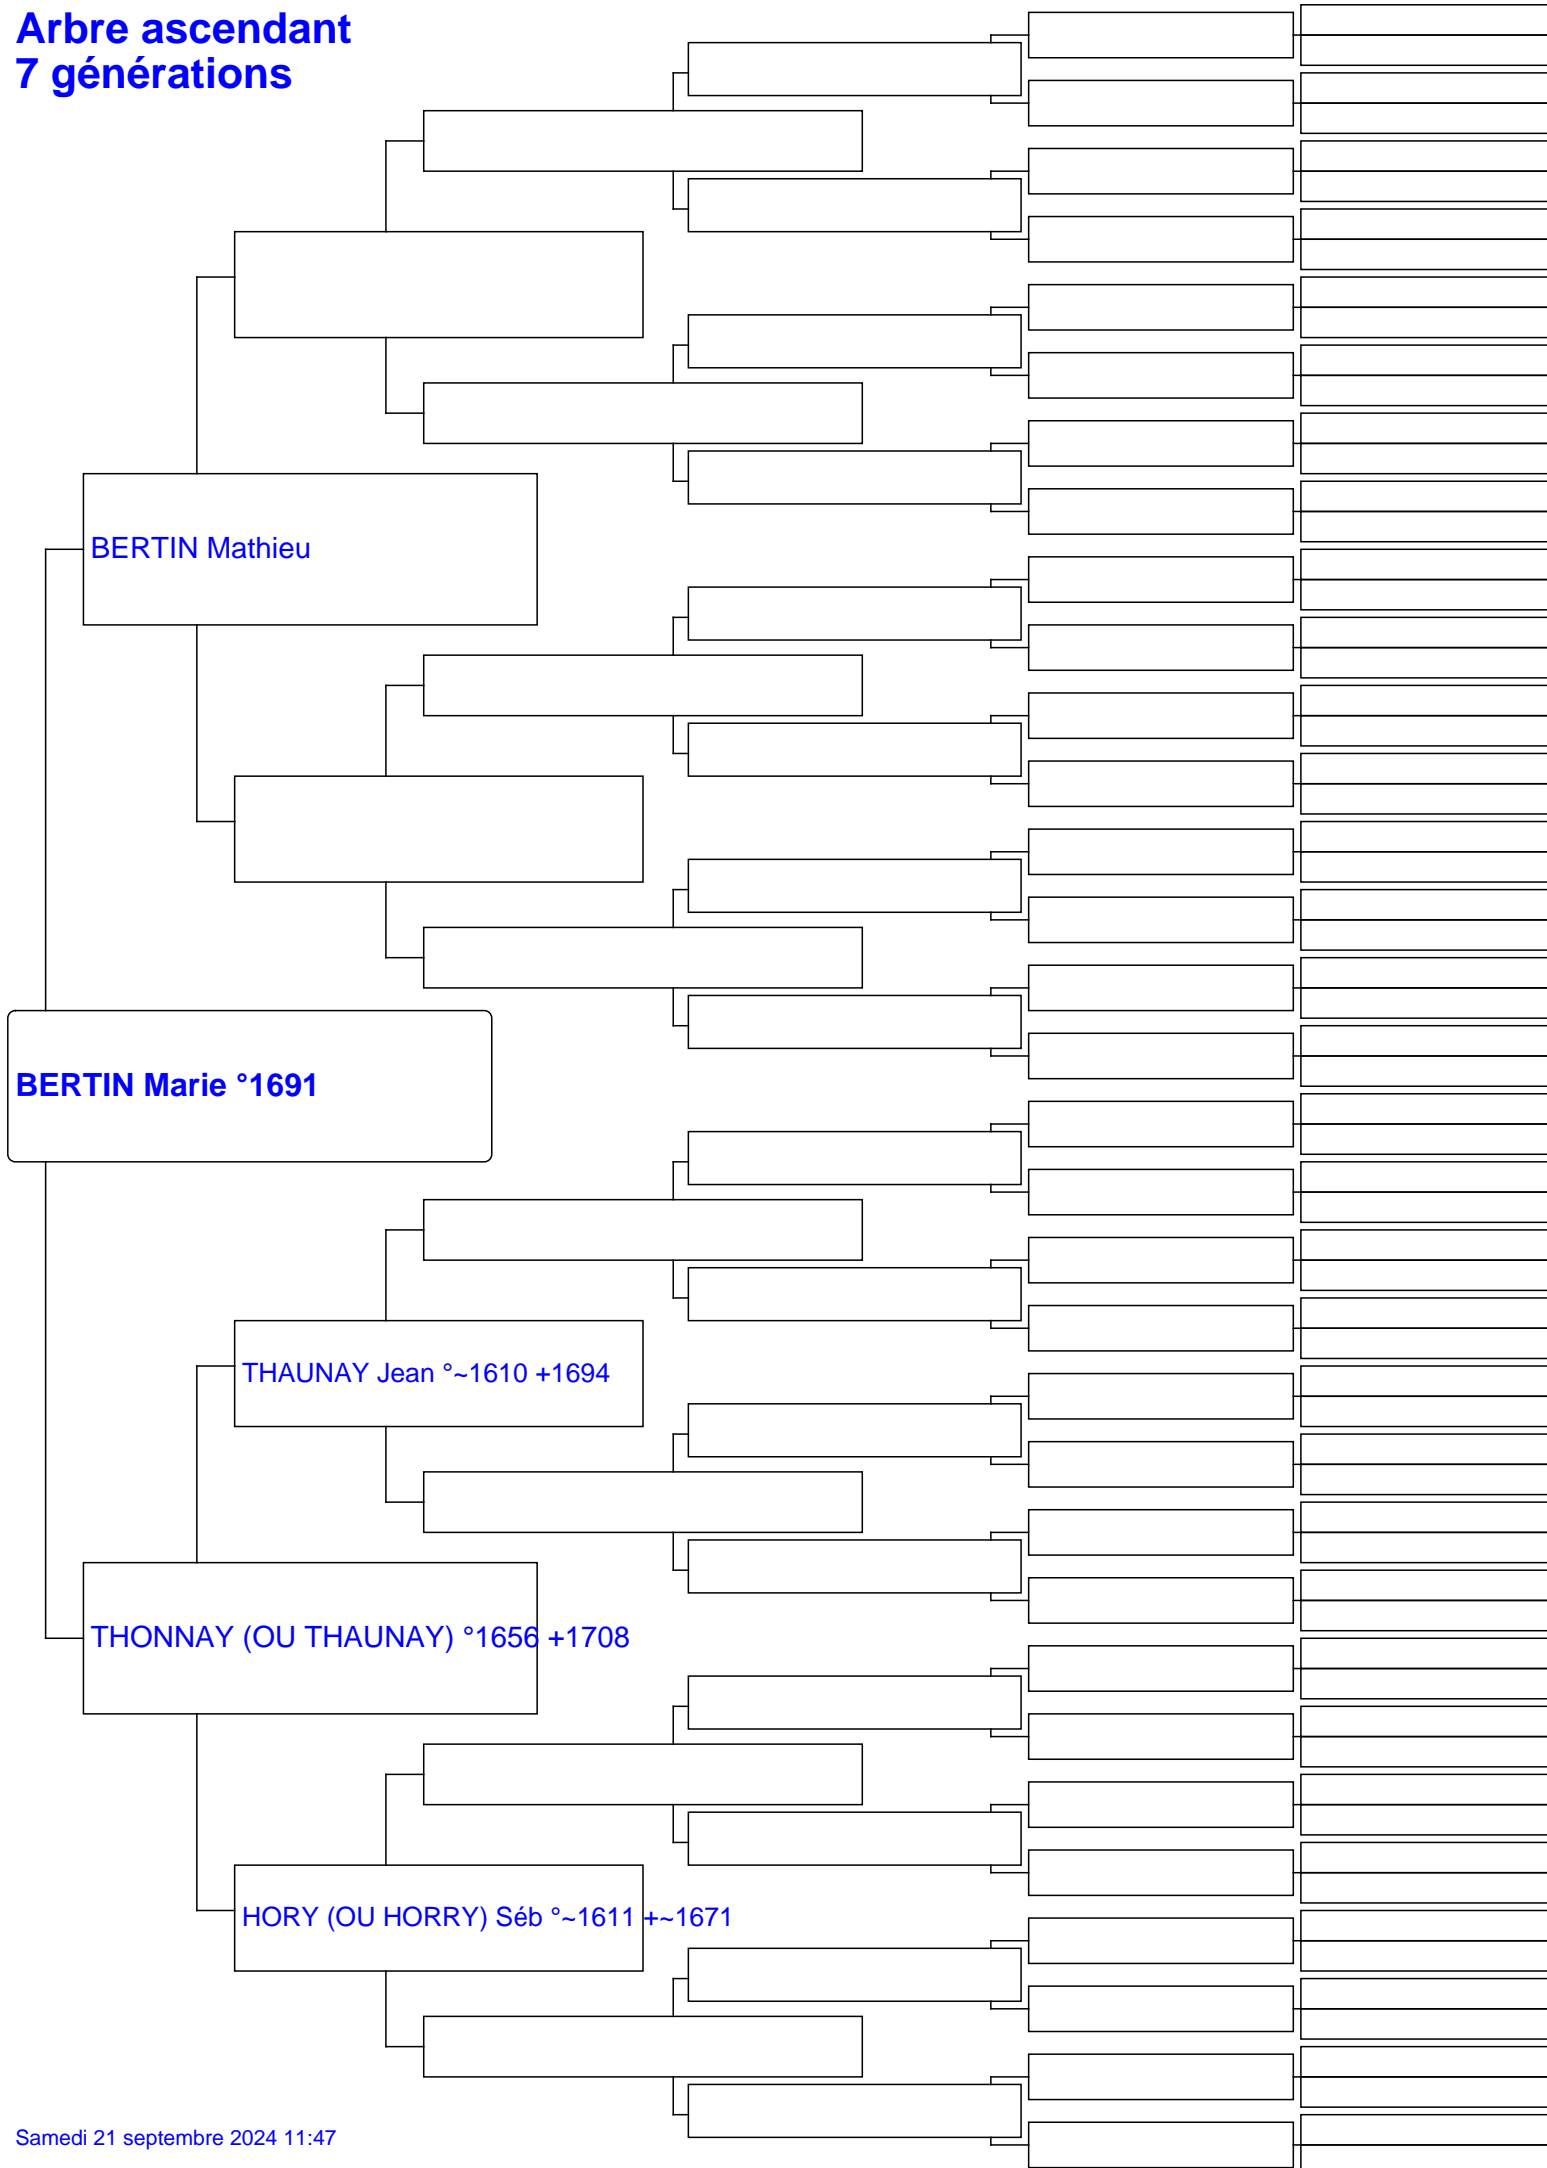 Arbre ascendant
7 générations
BERTIN Mathieu
BERTIN Marie °1691
THAUNAY Jean °~1610 +1694
THONNAY (OU THAUNAY) °1656 +1708
HORY (OU HORRY) Séb °~1611 +~1671
Samedi 21 septembre 2024 11:47